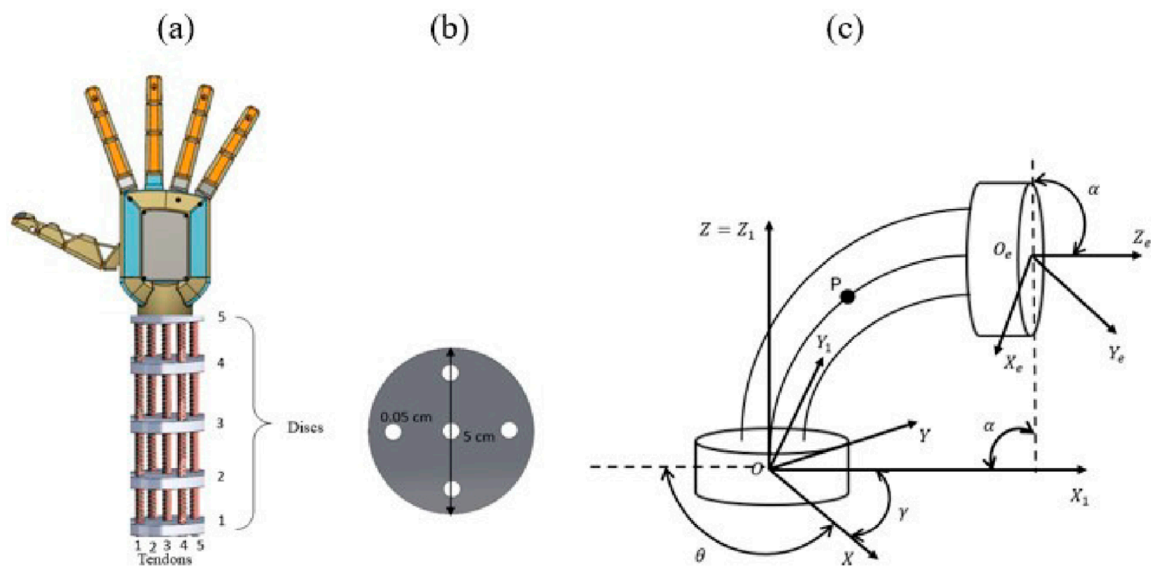 (a)
(b)
(c)
5
4
3
2
1
Discs
1 2 3 4 5
Tendons
0.05 cm
5 cm
Z = Z₁
P
Y₁
O
Y
X₁
X
γ
θ
α
Oₑ
α
Zₑ
Yₑ
Xₑ